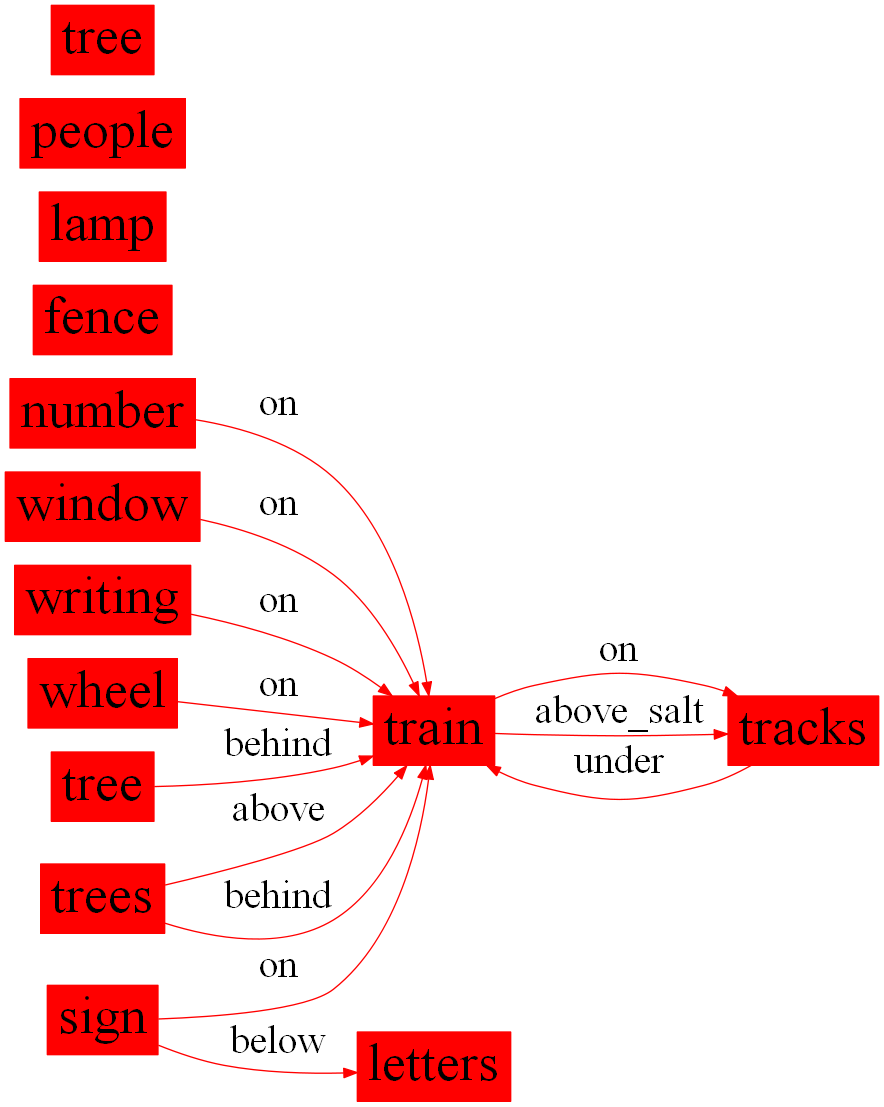 tree
people
lamp
fence
number
on
window
on
writing
on
on
wheel
on
above_salt
train
tracks
behind
under
tree
above
trees
behind
on
sign
below
letters